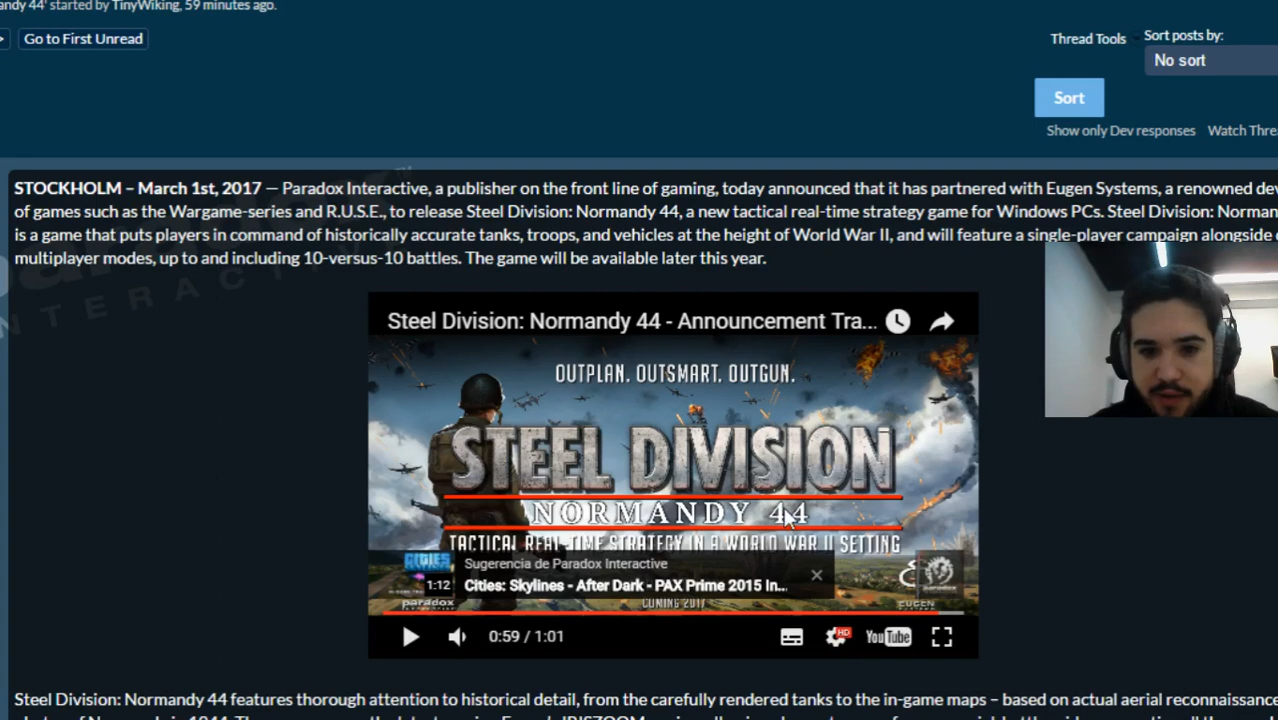 andy 44' started by TinyWiking, 59 minutes ago.
Go to First Unread
Thread Tools
Sort posts by:
No sort
Sort
Show only Dev responses Watch Thre
STOCKHOLM – March 1st, 2017 — Paradox Interactive, a publisher on the front line of gaming, today announced that it has partnered with Eugen Systems, a renowned dev
of games such as the Wargame-series and R.U.S.E., to release Steel Division: Normandy 44, a new tactical real-time strategy game for Windows PCs. Steel Division: Norman
is a game that puts players in command of historically accurate tanks, troops, and vehicles at the height of World War II, and will feature a single-player campaign alongside
multiplayer modes, up to and including 10-versus-10 battles. The game will be available later this year.
INTERACTIVE
Steel Division: Normandy 44 - Announcement Tra...
OUTPLAN. OUTSMART. OUTGUN.
STEEL DIVISION
NORMANDY 44
TACTICAL REAL-TIME STRATEGY IN A WORLD WAR II SETTING
CITIES
1:12
Sugerencia de Paradox Interactive
Cities: Skylines - After Dark - PAX Prime 2015 In...
paradox
COMING 2017
EUGEN
0:59 / 1:01
HD
YouTube
Steel Division: Normandy 44 features thorough attention to historical detail, from the carefully rendered tanks to the in-game maps – based on actual aerial reconnaissance